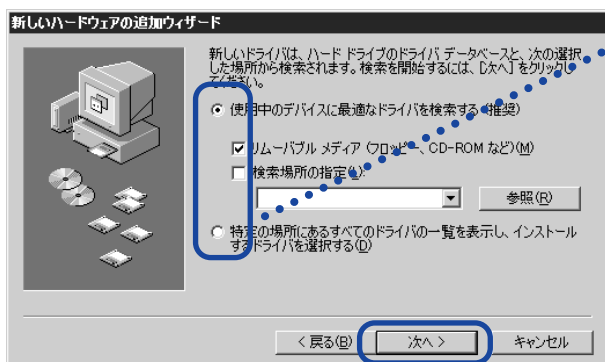 新しいハードウェアの追加ウィザード
新しいドライバは、ハード ドライブのドライバ データベースと、次の選択
した場所から検索されます。検索を開始するには、[次へ] をクリックし
てください。
使用中のデバイスに最適なドライバを検索する (推奨)
リムーバブル メディア (フロッピー、CD-ROM など)(M)
検索場所の指定(L):
参照(R)
特定の場所にあるすべてのドライバの一覧を表示し、インストール
するドライバを選択する(D)
< 戻る(B)
次へ >
キャンセル